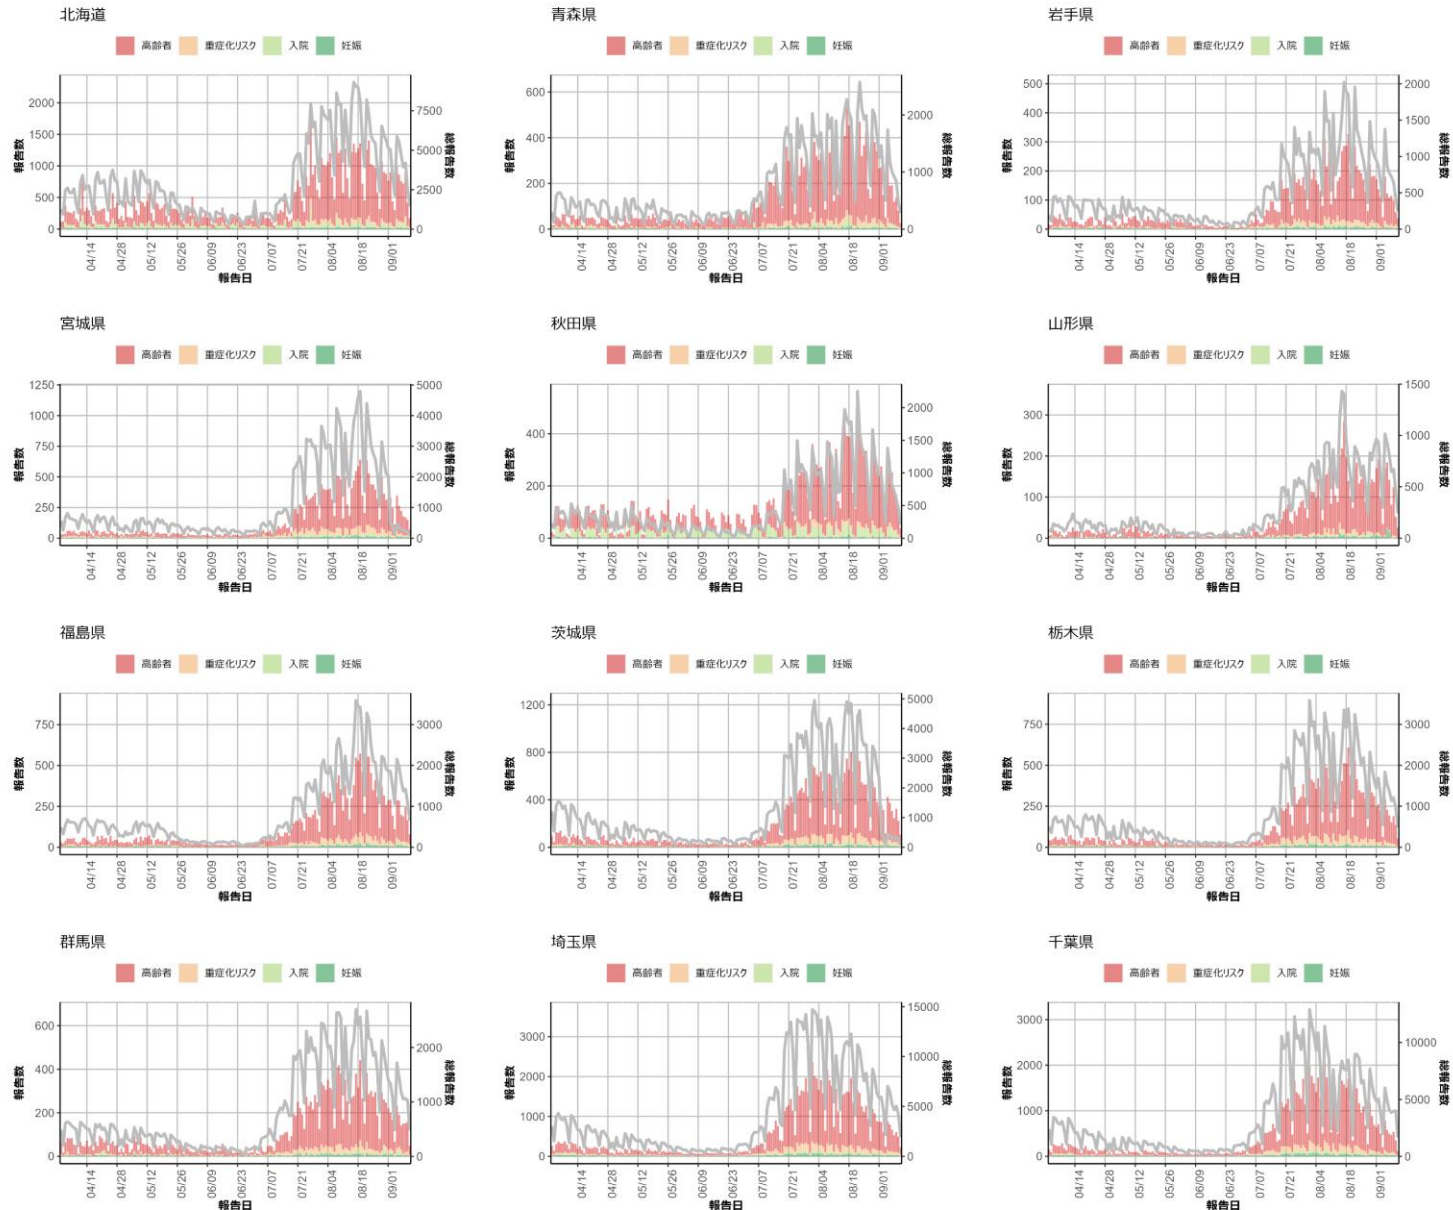 北海道
高齢者 重症化リスク 入院 妊娠
2000
1500
1000
500
0
7500
5000
2500
0
報告数
総報告数
04/14 04/28 05/12 05/26 06/09 06/23 07/07 07/21 08/04 08/18 09/01
報告日
青森県
高齢者 重症化リスク 入院 妊娠
600
400
200
0
2000
1000
0
報告数
総報告数
04/14 04/28 05/12 05/26 06/09 06/23 07/07 07/21 08/04 08/18 09/01
報告日
岩手県
高齢者 重症化リスク 入院 妊娠
500
400
300
200
100
0
2000
1500
1000
500
0
報告数
総報告数
04/14 04/28 05/12 05/26 06/09 06/23 07/07 07/21 08/04 08/18 09/01
報告日
宮城県
高齢者 重症化リスク 入院 妊娠
1250
1000
750
500
250
0
5000
4000
3000
2000
1000
0
報告数
総報告数
04/14 04/28 05/12 05/26 06/09 06/23 07/07 07/21 08/04 08/18 09/01
報告日
秋田県
高齢者 重症化リスク 入院 妊娠
400
200
0
2000
1500
1000
500
0
報告数
総報告数
04/14 04/28 05/12 05/26 06/09 06/23 07/07 07/21 08/04 08/18 09/01
報告日
山形県
高齢者 重症化リスク 入院 妊娠
300
200
100
0
1500
1000
500
0
報告数
総報告数
04/14 04/28 05/12 05/26 06/09 06/23 07/07 07/21 08/04 08/18 09/01
報告日
福島県
高齢者 重症化リスク 入院 妊娠
750
500
250
0
3000
2000
1000
0
報告数
総報告数
04/14 04/28 05/12 05/26 06/09 06/23 07/07 07/21 08/04 08/18 09/01
報告日
茨城県
高齢者 重症化リスク 入院 妊娠
1200
800
400
0
5000
4000
3000
2000
1000
0
報告数
総報告数
04/14 04/28 05/12 05/26 06/09 06/23 07/07 07/21 08/04 08/18 09/01
報告日
栃木県
高齢者 重症化リスク 入院 妊娠
750
500
250
0
3000
2000
1000
0
報告数
総報告数
04/14 04/28 05/12 05/26 06/09 06/23 07/07 07/21 08/04 08/18 09/01
報告日
群馬県
高齢者 重症化リスク 入院 妊娠
600
400
200
0
2000
1000
0
報告数
総報告数
04/14 04/28 05/12 05/26 06/09 06/23 07/07 07/21 08/04 08/18 09/01
報告日
埼玉県
高齢者 重症化リスク 入院 妊娠
3000
2000
1000
0
15000
10000
5000
0
報告数
総報告数
04/14 04/28 05/12 05/26 06/09 06/23 07/07 07/21 08/04 08/18 09/01
報告日
千葉県
高齢者 重症化リスク 入院 妊娠
3000
2000
1000
0
10000
5000
0
報告数
総報告数
04/14 04/28 05/12 05/26 06/09 06/23 07/07 07/21 08/04 08/18 09/01
報告日